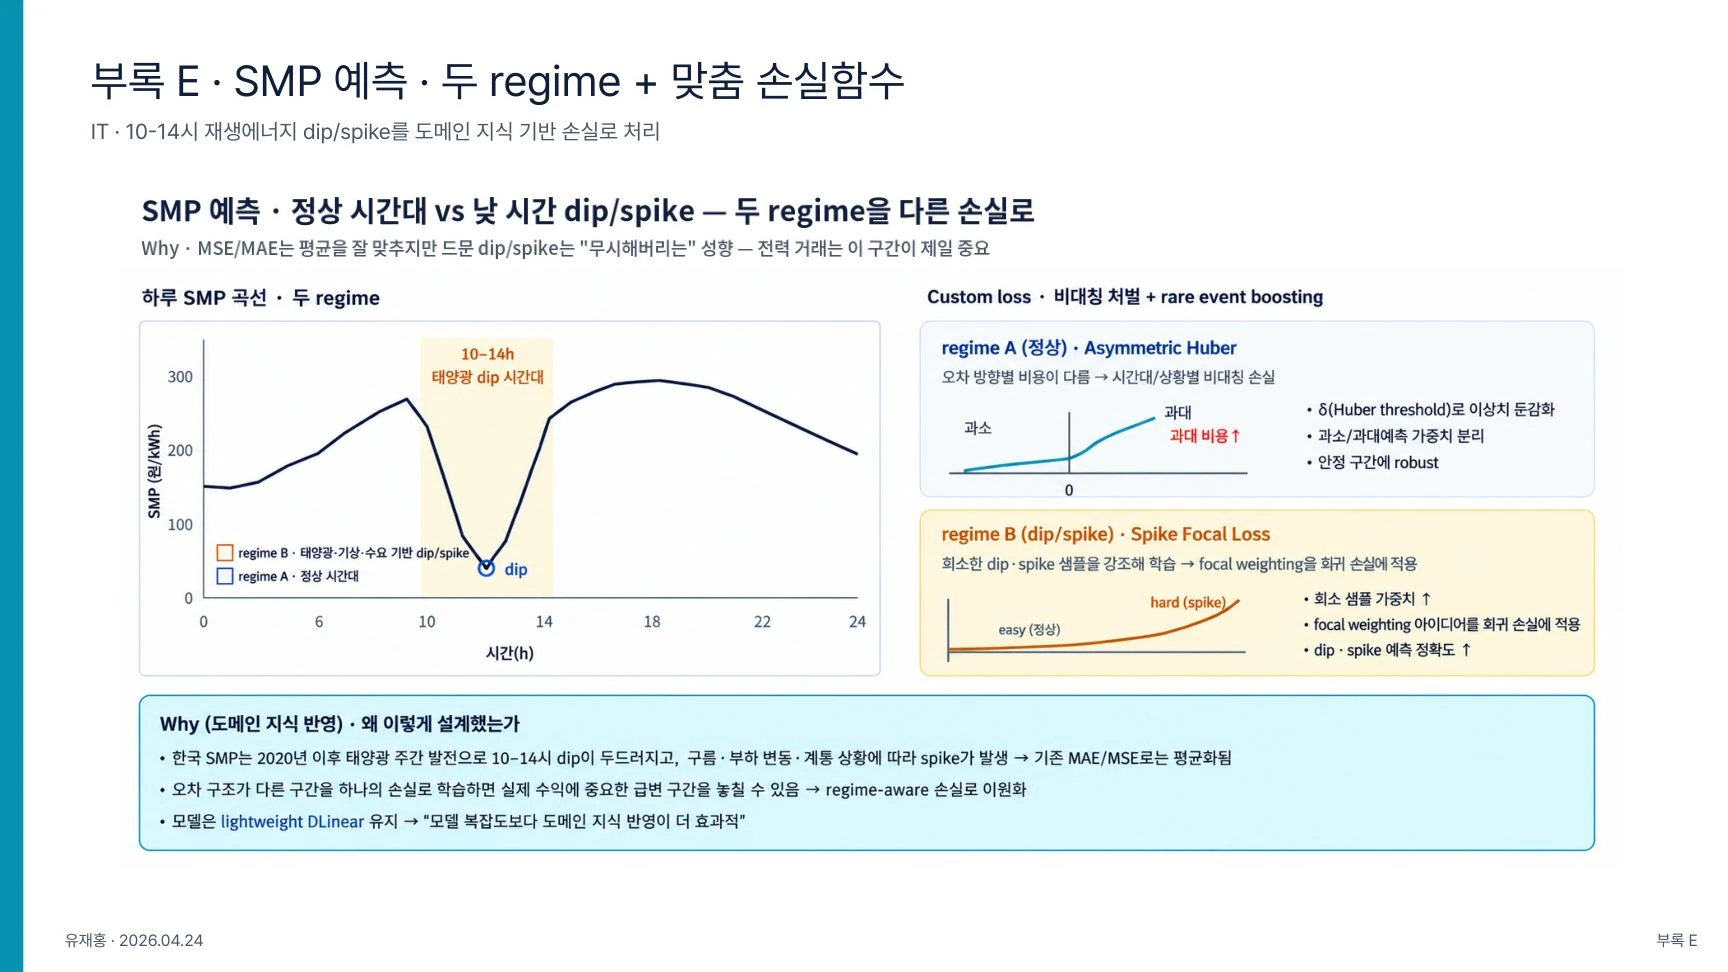 부록 E · SMP 예측 · 두 regime + 맞춤 손실함수
IT · 10-14시 재생에너지 dip/spike를 도메인 지식 기반 손실로 처리
SMP 예측 · 정상 시간대 vs 낮 시간 dip/spike — 두 regime을 다른 손실로
Why · MSE/MAE는 평균을 잘 맞추지만 드문 dip/spike는 "무시해버리는" 성향 — 전력 거래는 이 구간이 제일 중요
하루 SMP 곡선 · 두 regime
10–14h
태양광 dip 시간대
300
200
100
0
SMP (원/kWh)
regime B · 태양광·기상·수요 기반 dip/spike
regime A · 정상 시간대
dip
0 6 10 14 18 22 24
시간(h)
Custom loss · 비대칭 처벌 + rare event boosting
regime A (정상) · Asymmetric Huber
오차 방향별 비용이 다름 → 시간대/상황별 비대칭 손실
과소
과대
과대 비용↑
0
• δ(Huber threshold)로 이상치 둔감화
• 과소/과대예측 가중치 분리
• 안정 구간에 robust
regime B (dip/spike) · Spike Focal Loss
희소한 dip · spike 샘플을 강조해 학습 → focal weighting을 회귀 손실에 적용
easy (정상)
hard (spike)
• 희소 샘플 가중치 ↑
• focal weighting 아이디어를 회귀 손실에 적용
• dip · spike 예측 정확도 ↑
Why (도메인 지식 반영) · 왜 이렇게 설계했는가
• 한국 SMP는 2020년 이후 태양광 주간 발전으로 10–14시 dip이 두드러지고, 구름 · 부하 변동 · 계통 상황에 따라 spike가 발생 → 기존 MAE/MSE로는 평균화됨
• 오차 구조가 다른 구간을 하나의 손실로 학습하면 실제 수익에 중요한 급변 구간을 놓칠 수 있음 → regime-aware 손실로 이원화
• 모델은 lightweight DLinear 유지 → “모델 복잡도보다 도메인 지식 반영이 더 효과적”
유재홍 · 2026.04.24
부록 E